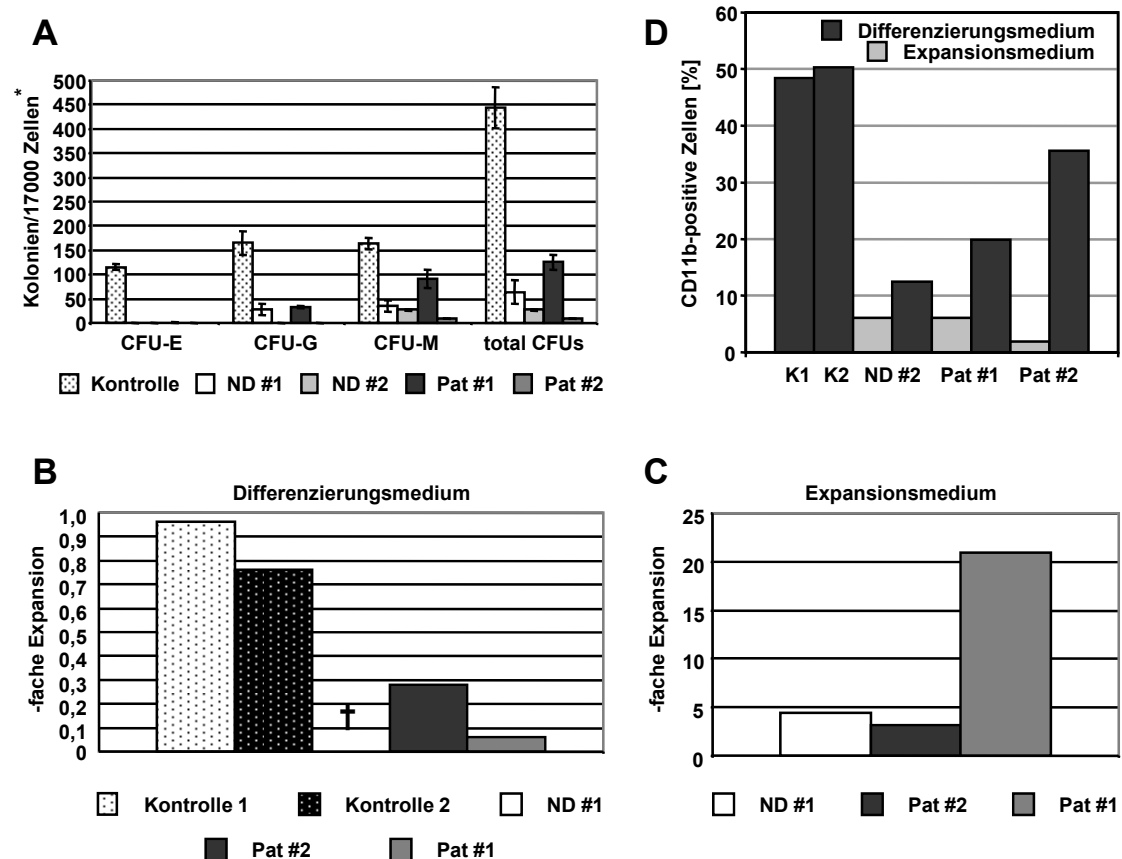 A
Kolonien/17000 Zellen*
500
450
400
350
300
250
200
150
100
50
0
CFU-E CFU-G CFU-M total CFUs
Kontrolle ND #1 ND #2 Pat #1 Pat #2
D
CD11b-positive Zellen [%]
60
50
40
30
20
10
0
Differenzierungsmedium
Expansionsmedium
K1 K2 ND #2 Pat #1 Pat #2
B
Differenzierungsmedium
-fache Expansion
1,0
0,9
0,8
0,7
0,6
0,5
0,4
0,3
0,2
0,1
0
†
Kontrolle 1 Kontrolle 2 ND #1
Pat #2 Pat #1
C
Expansionsmedium
-fache Expansion
25
20
15
10
5
0
ND #1 Pat #2 Pat #1